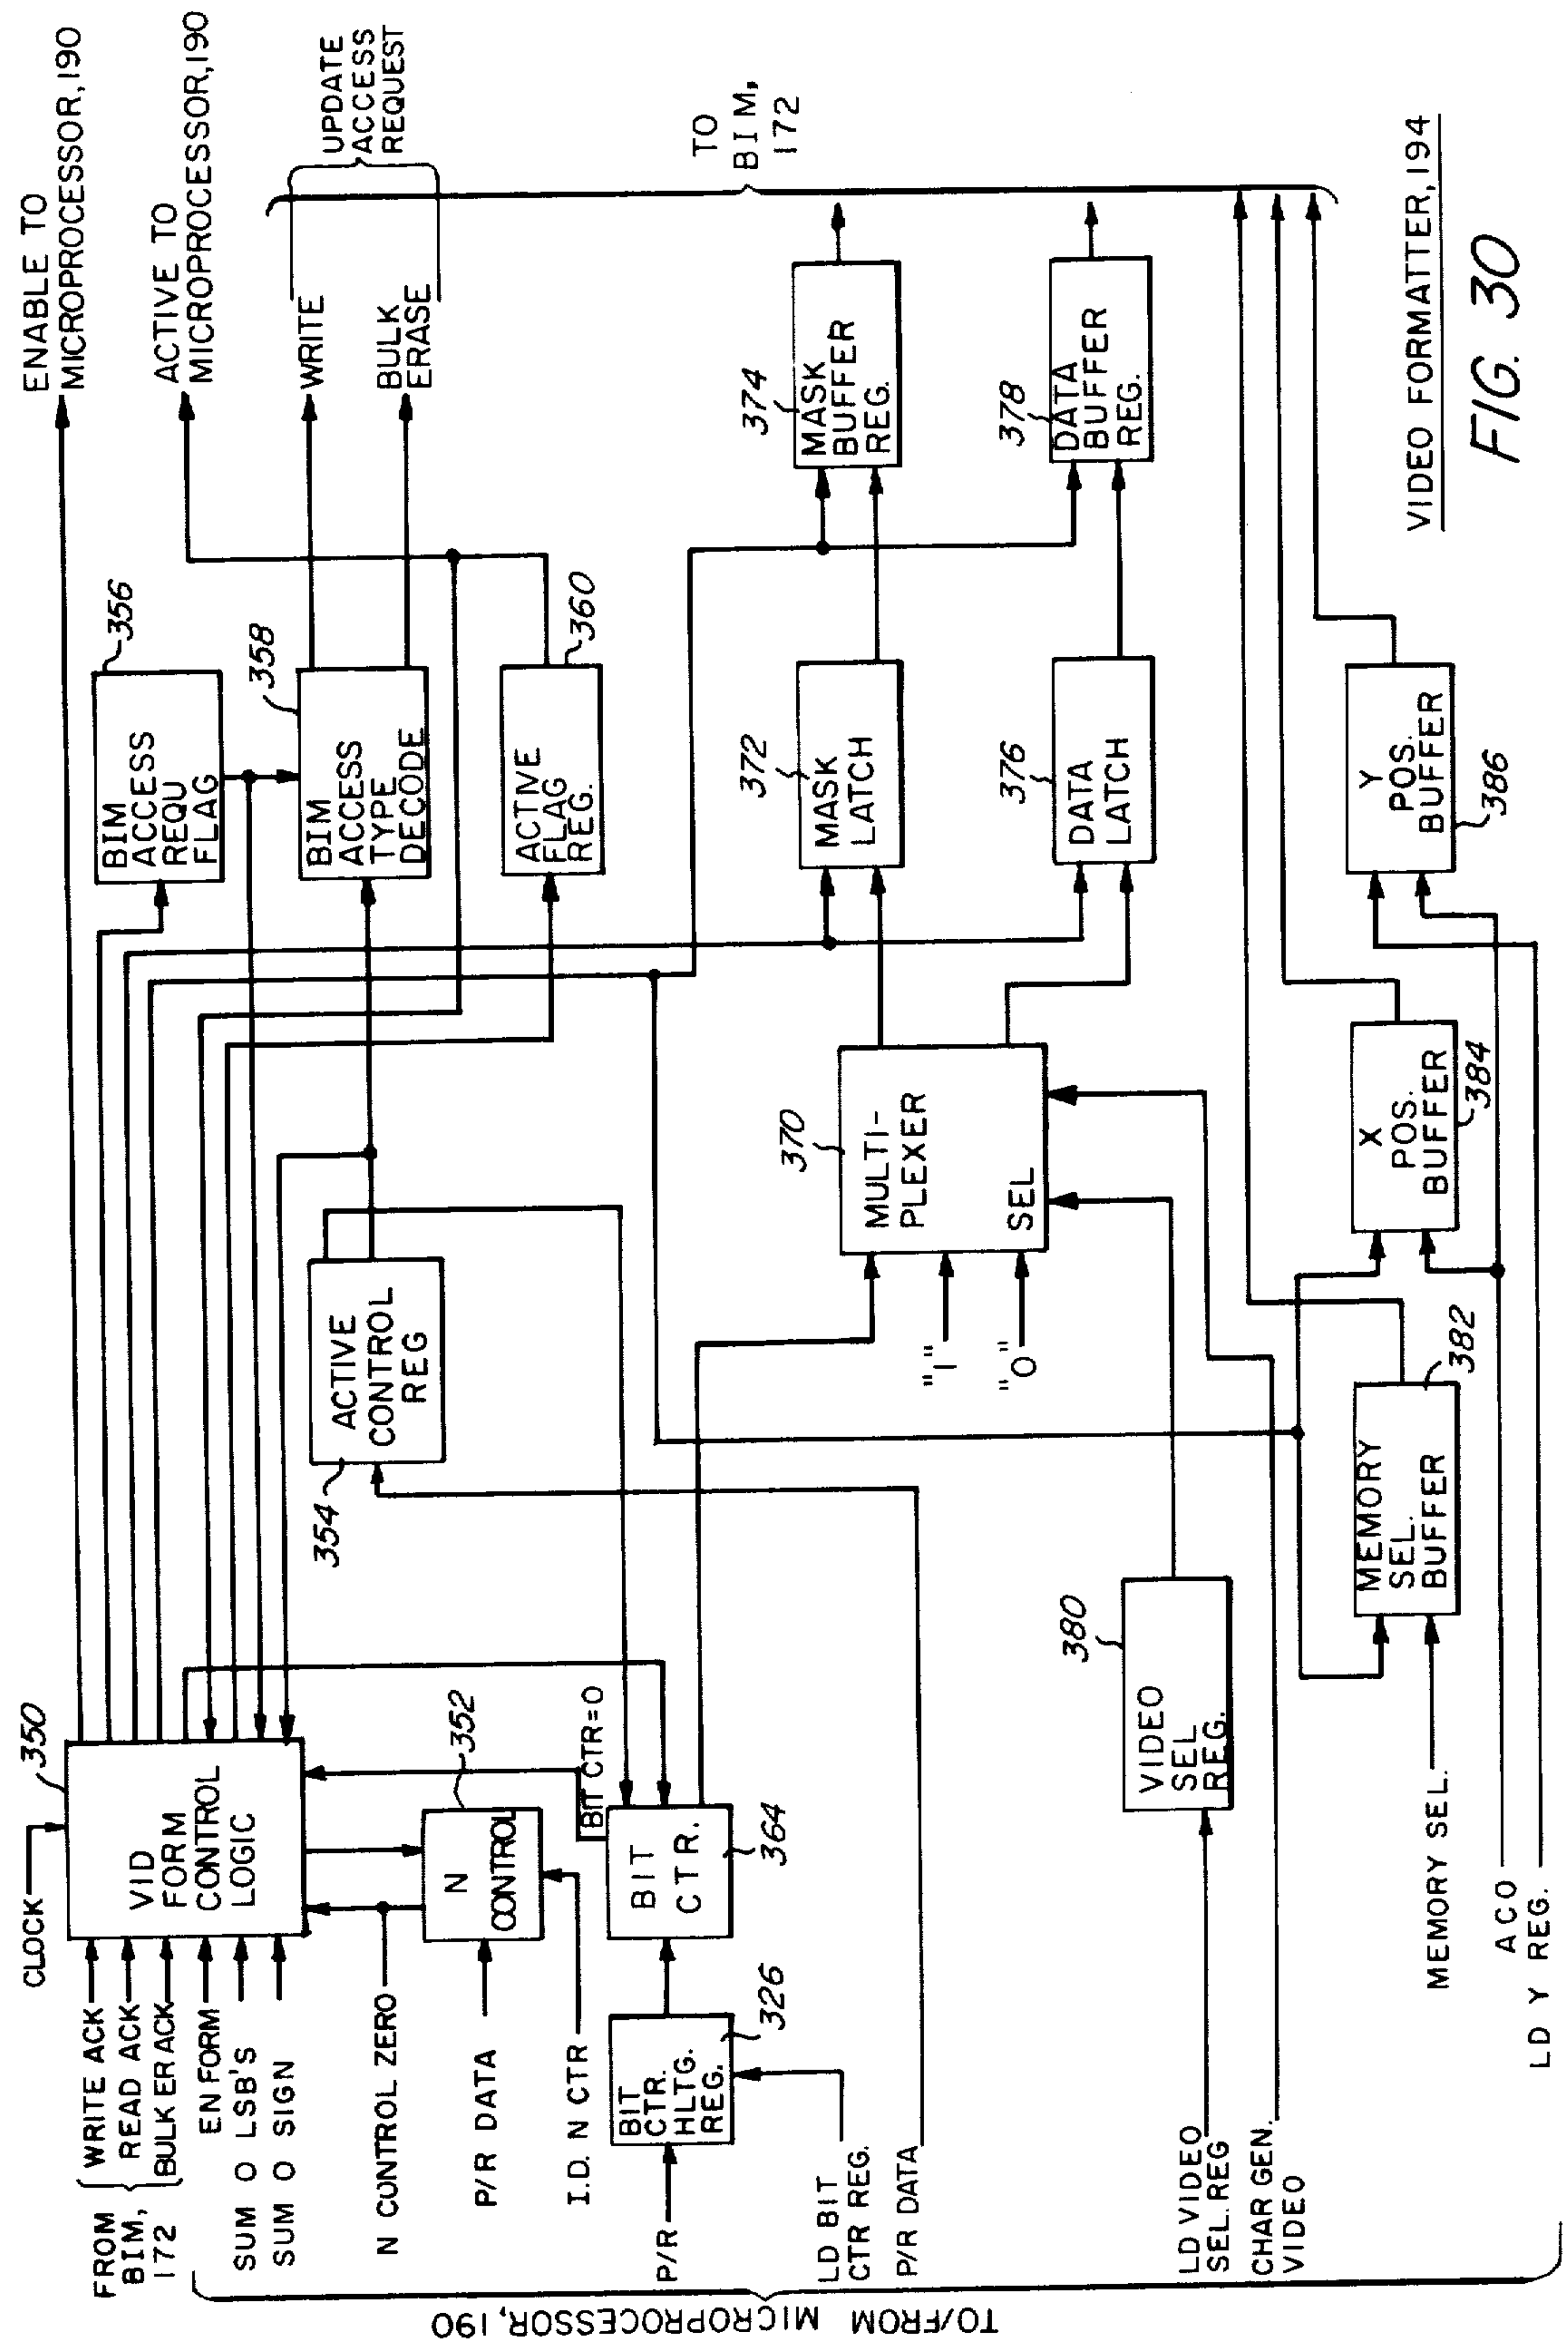 ENABLE TO
MICROPROCESSOR, 190
ACTIVE TO
MICROPROCESSOR, 190
UPDATE
ACCESS
REQUEST
WRITE
BULK
ERASE
TO
BIM,
172
CLOCK
350
VID
FORM
CONTROL
LOGIC
FROM
BIM,
172
WRITE ACK
READ ACK
BULK ER ACK
EN FORM
SUM O LSB'S
SUM O SIGN
N CONTROL ZERO
P/R DATA
I.D. N CTR
352
N
CONTROL
BIT CTR=0
BIT
CTR.
364
BIT
CTR.
HLTG.
REG.
326
P/R
LD BIT
CTR REG.
P/R DATA
354
ACTIVE
CONTROL
REG
356
BIM
ACCESS
REQU
FLAG
358
BIM
ACCESS
TYPE
DECODE
360
ACTIVE
FLAG
REG.
370
MULTI-
PLEXER
SEL
"1"
"0"
372
MASK
LATCH
374
MASK
BUFFER
REG.
376
DATA
LATCH
378
DATA
BUFFER
REG.
380
VIDEO
SEL
REG.
LD VIDEO
SEL. REG
CHAR GEN.
VIDEO
382
MEMORY
SEL.
BUFFER
MEMORY SEL.
384
X
POS.
BUFFER
386
Y
POS.
BUFFER
ACO
LD Y REG.
TO/FROM MICROPROCESSOR, 190
VIDEO FORMATTER, 194
FIG. 30